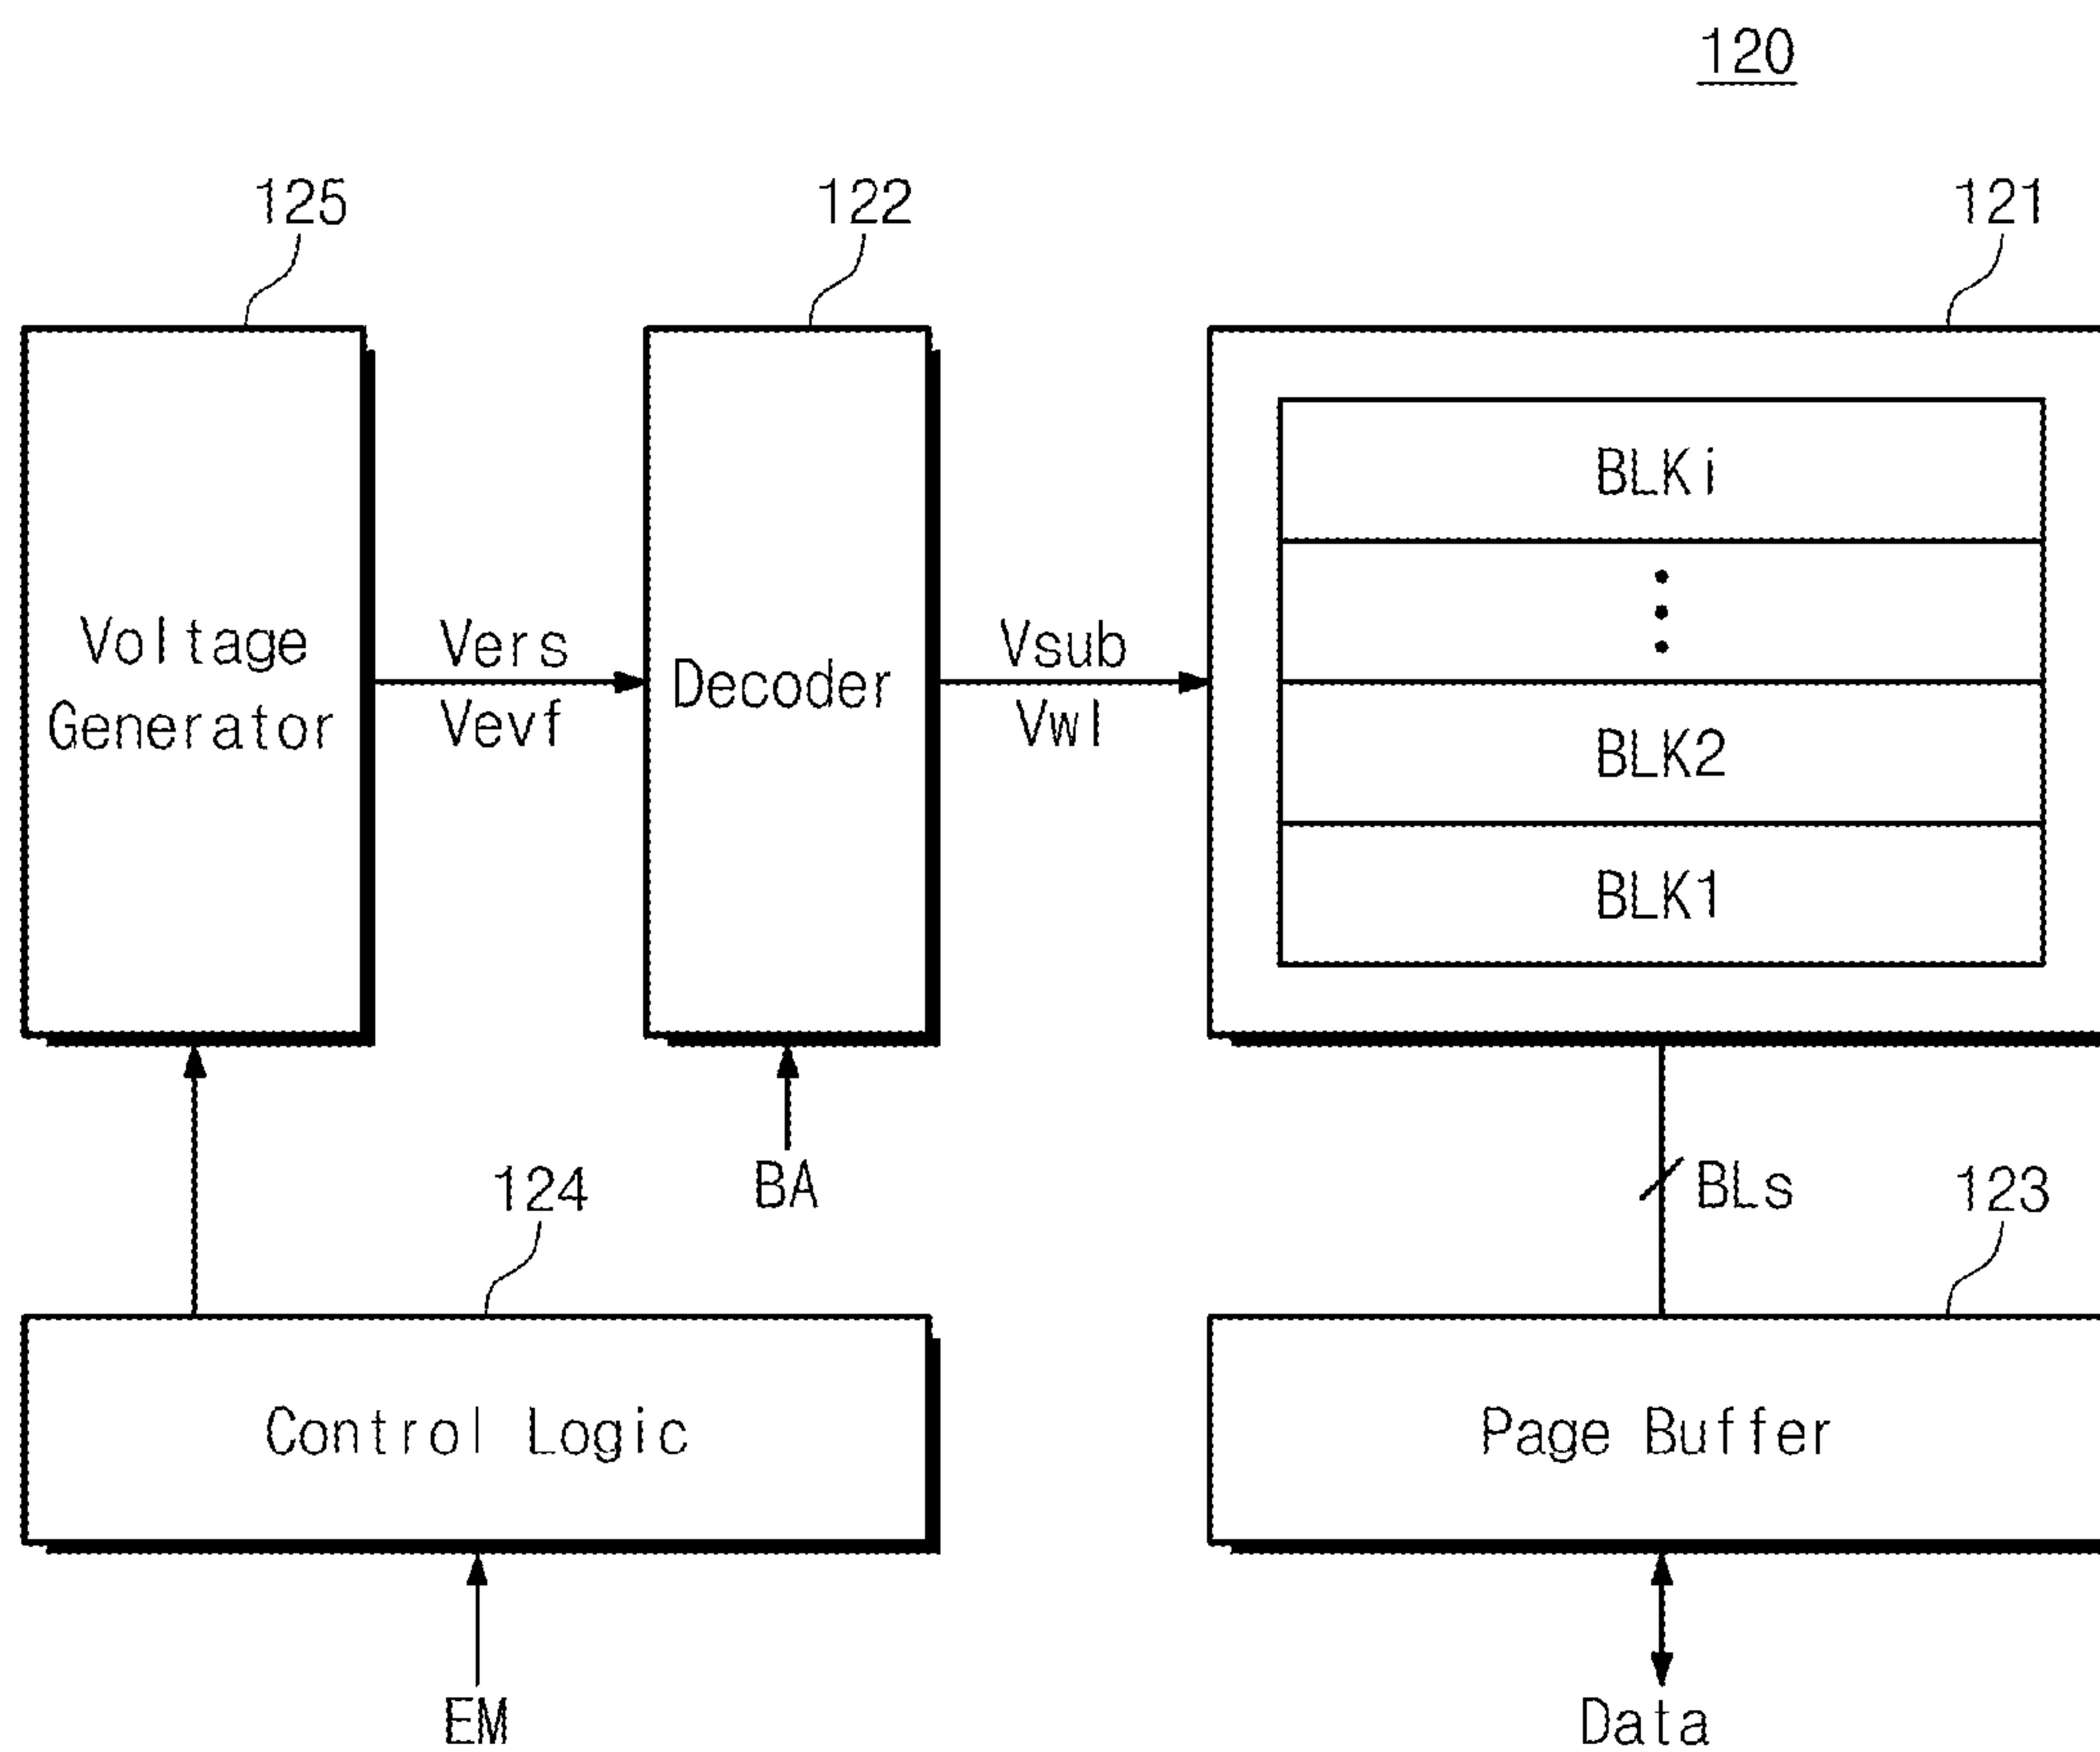 120
125
122
121
BLKi
Voltage
Generator
Vers
Vevf
Decoder
Vsub
Vwl
BLK2
BLK1
BA
124
BLs
123
Control Logic
Page Buffer
EM
Data